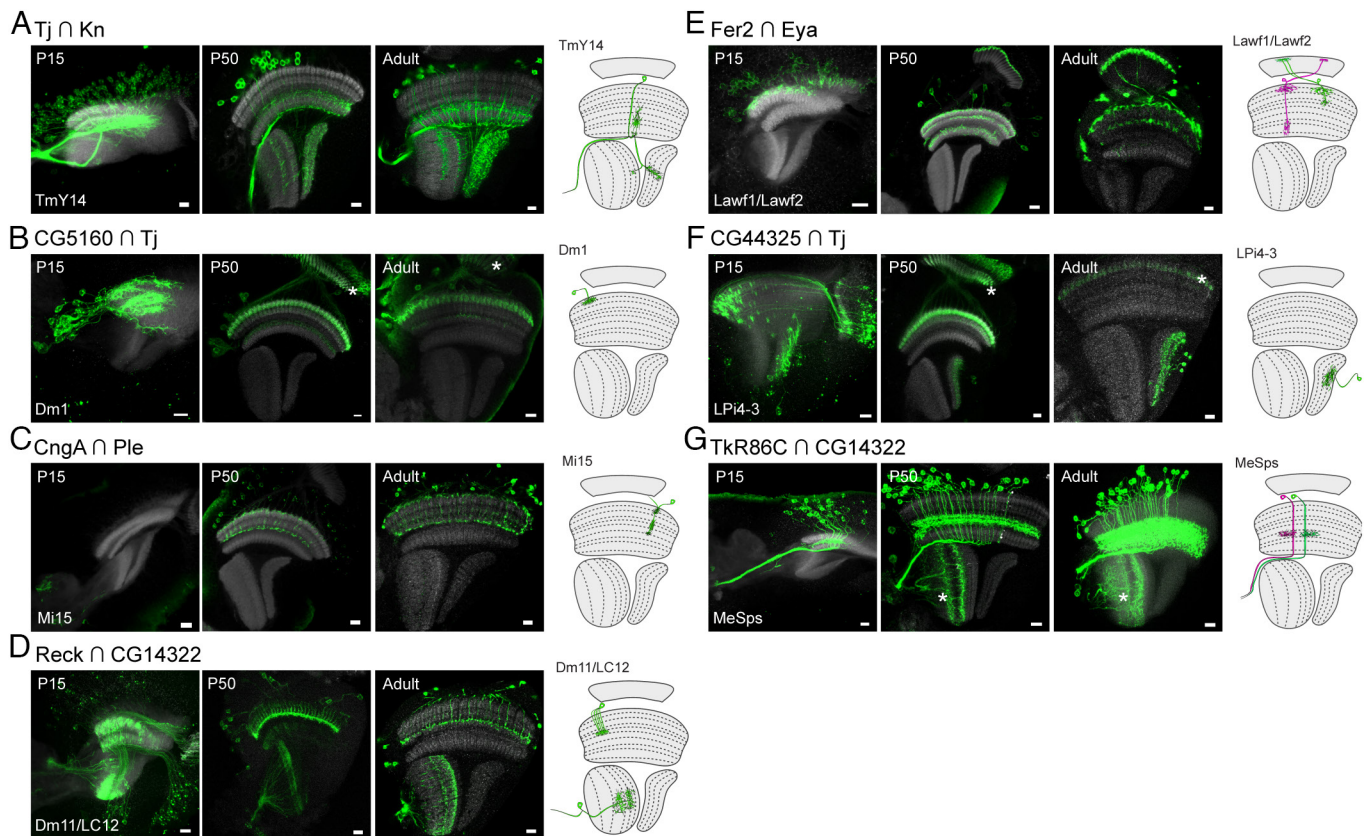 A Tj ∩ Kn
P15
P50
Adult
TmY14
TmY14
B CG5160 ∩ Tj
P15
P50
Adult
Dm1
*
*
Dm1
C CngA ∩ Ple
P15
P50
Adult
Mi15
Mi15
D Reck ∩ CG14322
P15
P50
Adult
Dm11/LC12
Dm11/LC12
E Fer2 ∩ Eya
P15
P50
Adult
Lawf1/Lawf2
Lawf1/Lawf2
F CG44325 ∩ Tj
P15
P50
Adult
LPi4-3
*
*
LPi4-3
G TkR86C ∩ CG14322
P15
P50
Adult
MeSps
*
*
MeSps